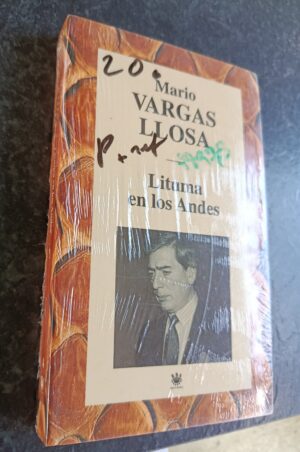 20.
Mario
VARGAS
LLOSA
Lituma
en los Andes